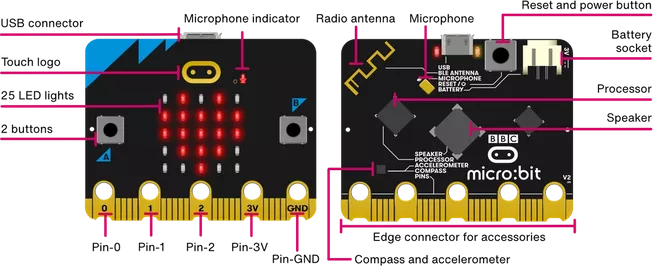 USB connector
Microphone indicator
Touch logo
25 LED lights
2 buttons
A
B
0
1
2
3V
GND
Pin-0
Pin-1
Pin-2
Pin-3V
Pin-GND
Radio antenna
Microphone
Reset and power button
Battery
socket
Processor
Speaker
3V
USB
BLE ANTENNA
MICROPHONE
RESET/
BATTERY
SPEAKER
PROCESSOR
ACCELEROMETER
COMPASS
PINS
BBC
micro:bit
V2
Edge connector for accessories
Compass and accelerometer